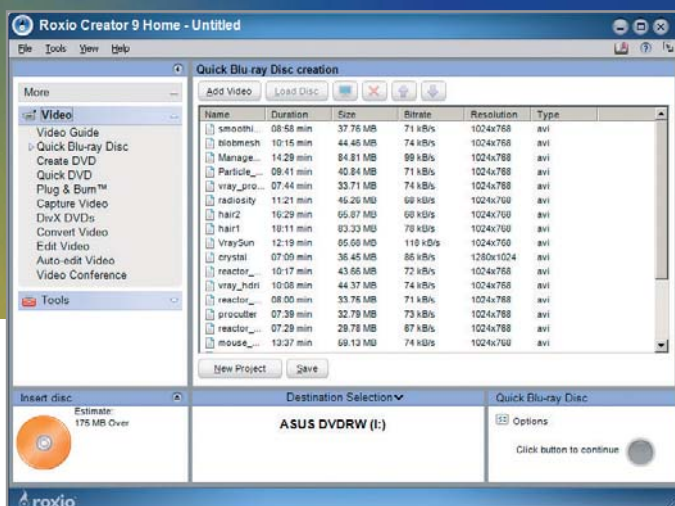 Roxio Creator 9 Home - Untitled
File Tools View Help
Quick Blu-ray Disc creation
More
Video
Video Guide
Quick Blu-ray Disc
Create DVD
Quick DVD
Plug & Burn™
Capture Video
DivX DVDs
Convert Video
Edit Video
Auto-edit Video
Video Conference
Tools
Add Video Load Disc
Name Duration Size Bitrate Resolution Type
smoothi... 08:58 min 37.76 MB 71 kB/s 1024x768 avi
blobmesh 10:15 min 44.46 MB 74 kB/s 1024x768 avi
Manage... 14:29 min 84.81 MB 99 kB/s 1024x768 avi
Particle_... 09:41 min 40.84 MB 71 kB/s 1024x768 avi
vray_pro... 07:44 min 33.71 MB 74 kB/s 1024x768 avi
radiosity 11:21 min 45.26 MB 68 kB/s 1024x768 avi
hair2 16:29 min 65.87 MB 68 kB/s 1024x768 avi
hair1 18:11 min 83.33 MB 78 kB/s 1024x768 avi
VraySun 12:19 min 85.68 MB 118 kB/s 1024x768 avi
crystal 07:09 min 36.45 MB 86 kB/s 1280x1024 avi
reactor_... 10:17 min 43.66 MB 72 kB/s 1024x768 avi
vray_hdri 10:08 min 44.37 MB 74 kB/s 1024x768 avi
reactor_... 08:00 min 33.75 MB 71 kB/s 1024x768 avi
procutter 07:39 min 32.79 MB 73 kB/s 1024x768 avi
reactor_... 07:29 min 29.78 MB 67 kB/s 1024x768 avi
mouse_... 13:37 min 59.13 MB 74 kB/s 1024x768 avi
New Project Save
Insert disc
Estimate:
175 MB Over
Destination Selection
ASUS DVDRW (I:)
Quick Blu-ray Disc
Options
Click button to continue
roxio